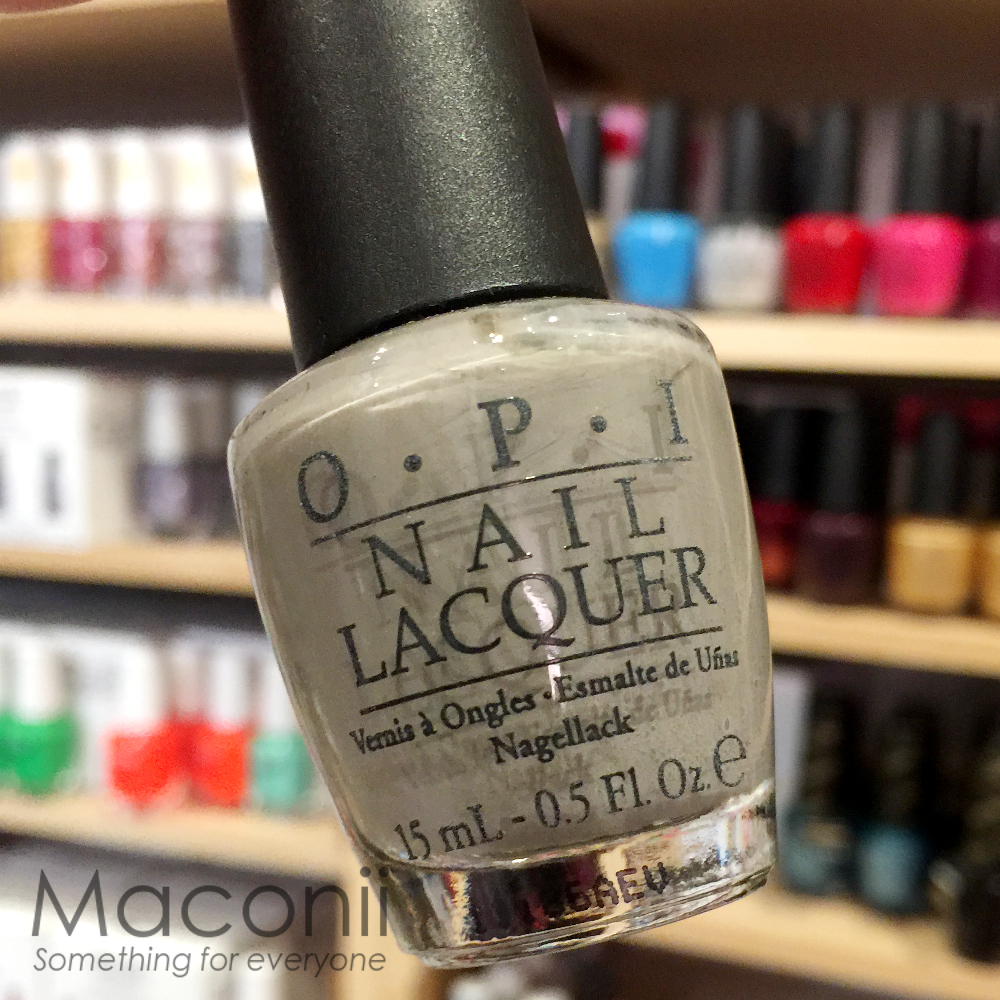 O · P · I
NAIL
LACQUER
Vernis à Ongles · Esmalte de Uñas
Nagellack
15 mL - 0.5 Fl. Oz. ℮
Maconii
Something for everyone